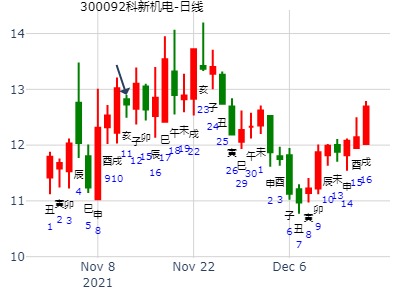 300092科新机电-日线
14
13
12
11
10
丑
1
寅
2
卯
3
辰
4
巳
5
申
8
酉
9
戌
10
亥
11
子
12
卯
15
辰
16
巳
17
午
18
未
19
申
22
亥
23
子
24
丑
25
寅
26
巳
29
午
30
未
1
申
2
酉
3
子
6
丑
7
寅
8
卯
9
辰
10
未
13
申
14
酉
15
戌
16
Nov 8
2021
Nov 22
Dec 6